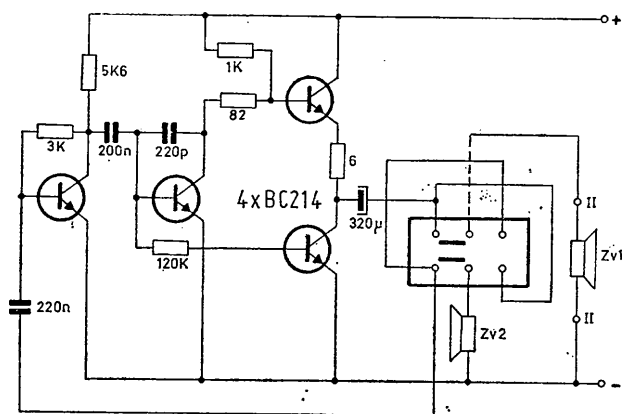 +
5K6
1K
82
3K
200n
220p
6
4xBC214
320µ
II
Zv1
120K
II
220n
Zv2
-